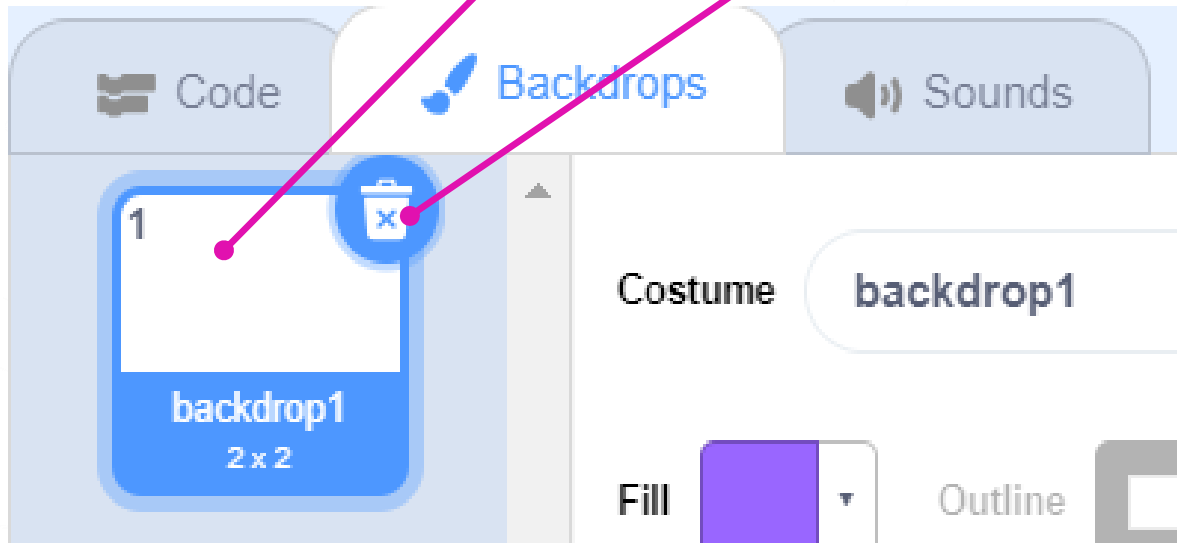 Code
Backdrops
Sounds
1
backdrop1
2 x 2
Costume
backdrop1
Fill
Outline